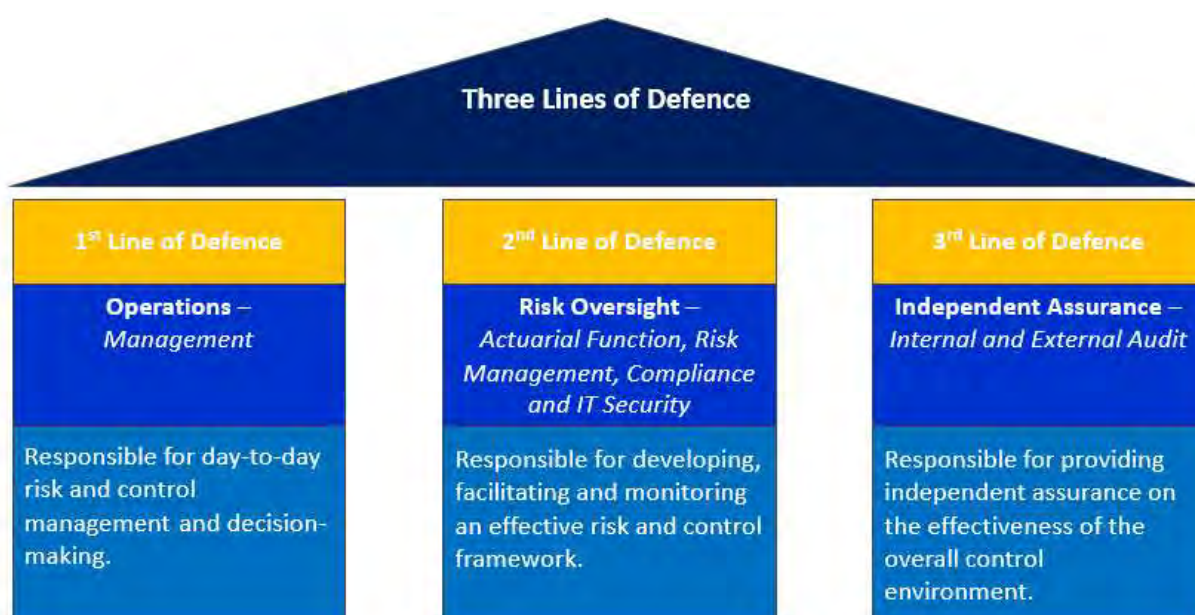 Three Lines of Defence
1st Line of Defence
Operations –
Management
Responsible for day-to-day
risk and control
management and decision-
making.
2nd Line of Defence
Risk Oversight –
Actuarial Function, Risk
Management, Compliance
and IT Security
Responsible for developing,
facilitating and monitoring
an effective risk and control
framework.
3rd Line of Defence
Independent Assurance –
Internal and External Audit
Responsible for providing
independent assurance on
the effectiveness of the
overall control
environment.